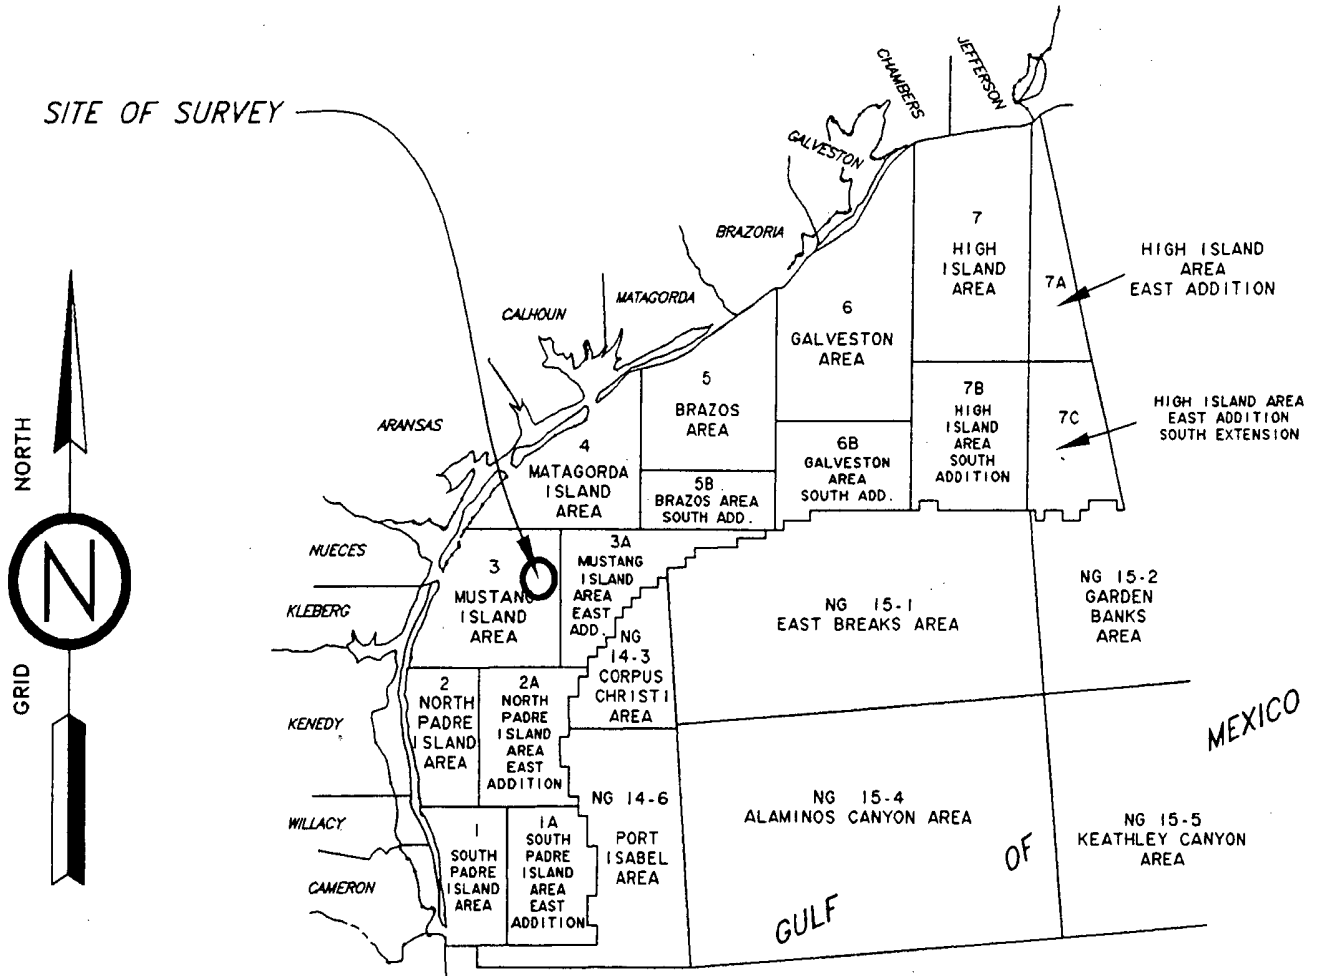 SITE OF SURVEY
JEFFERSON
CHAMBERS
GALVESTON
BRAZORIA
MATAGORDA
CALHOUN
ARANSAS
NUECES
KLEBERG
KENEDY
WILLACY
CAMERON
NORTH
N
GRID
7
HIGH
ISLAND
AREA
7A
HIGH ISLAND
AREA
EAST ADDITION
6
GALVESTON
AREA
7B
HIGH
ISLAND
AREA
SOUTH
ADDITION
7C
HIGH ISLAND AREA
EAST ADDITION
SOUTH EXTENSION
5
BRAZOS
AREA
6B
GALVESTON
AREA
SOUTH ADD.
4
MATAGORDA
ISLAND
AREA
5B
BRAZOS AREA
SOUTH ADD.
3
MUSTANG
ISLAND
AREA
3A
MUSTANG
ISLAND
AREA
EAST
ADD.
NG
14-3
CORPUS
CHRISTI
AREA
NG 15-1
EAST BREAKS AREA
NG 15-2
GARDEN
BANKS
AREA
2
NORTH
PADRE
ISLAND
AREA
2A
NORTH
PADRE
ISLAND
AREA
EAST
ADDITION
NG 14-6
PORT
ISABEL
AREA
NG 15-4
ALAMINOS CANYON AREA
NG 15-5
KEATHLEY CANYON
AREA
1
SOUTH
PADRE
ISLAND
AREA
1A
SOUTH
PADRE
ISLAND
AREA
EAST
ADDITION
GULF OF MEXICO